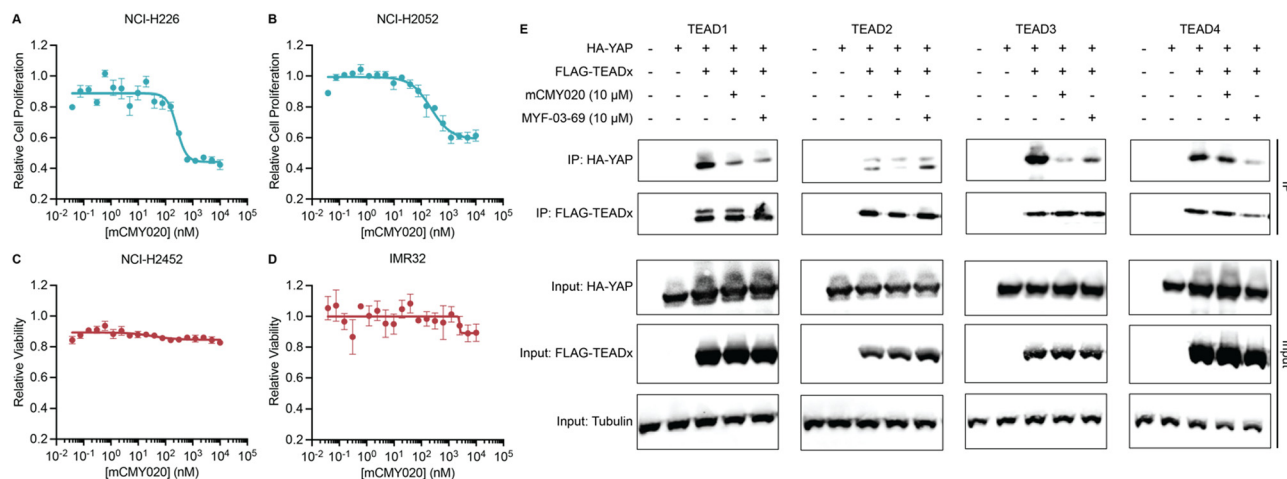 A
NCI-H226
Relative Cell Proliferation
1.2
1.0
0.8
0.6
0.4
0.2
10-2 10-1 100 101 102 103 104 105
[mCMY020] (nM)
B
NCI-H2052
Relative Cell Proliferation
1.2
1.0
0.8
0.6
0.4
0.2
10-2 10-1 100 101 102 103 104 105
[mCMY020] (nM)
C
NCI-H2452
Relative Viability
1.2
1.0
0.8
0.6
0.4
0.2
10-2 10-1 100 101 102 103 104 105
[mCMY020] (nM)
D
IMR32
Relative Viability
1.2
1.0
0.8
0.6
0.4
0.2
10-2 10-1 100 101 102 103 104 105
[mCMY020] (nM)
E
TEAD1 TEAD2 TEAD3 TEAD4
HA-YAP - + + + + - + + + + - + + + + - + + + +
FLAG-TEADx - - + + + - - + + + - - + + + - - + + +
mCMY020 (10 µM) - - - + - - - - + - - - - + - - - - + -
MYF-03-69 (10 µM) - - - - + - - - - + - - - - + - - - - +
IP: HA-YAP
IP: FLAG-TEADx
IP
Input: HA-YAP
Input: FLAG-TEADx
Input: Tubulin
Input